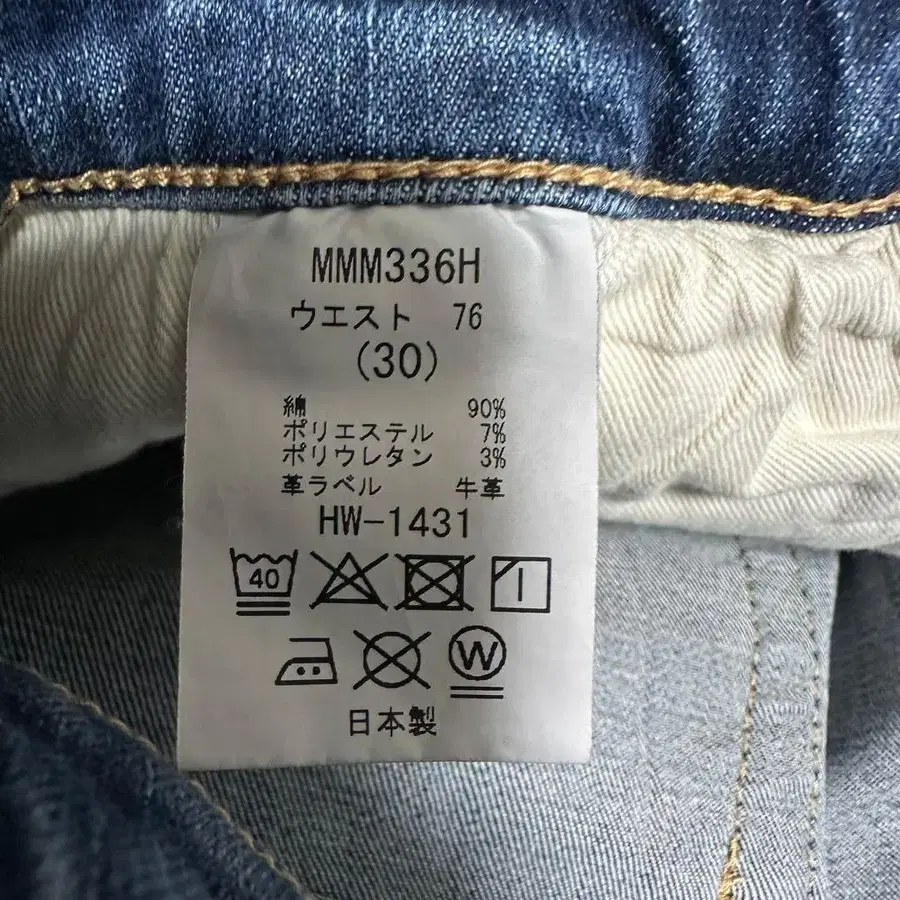 MMM336H
ウエスト 76
(30)
綿 90%
ポリエステル 7%
ポリウレタン 3%
革ラベル 牛革
HW-1431
40
W
日本製